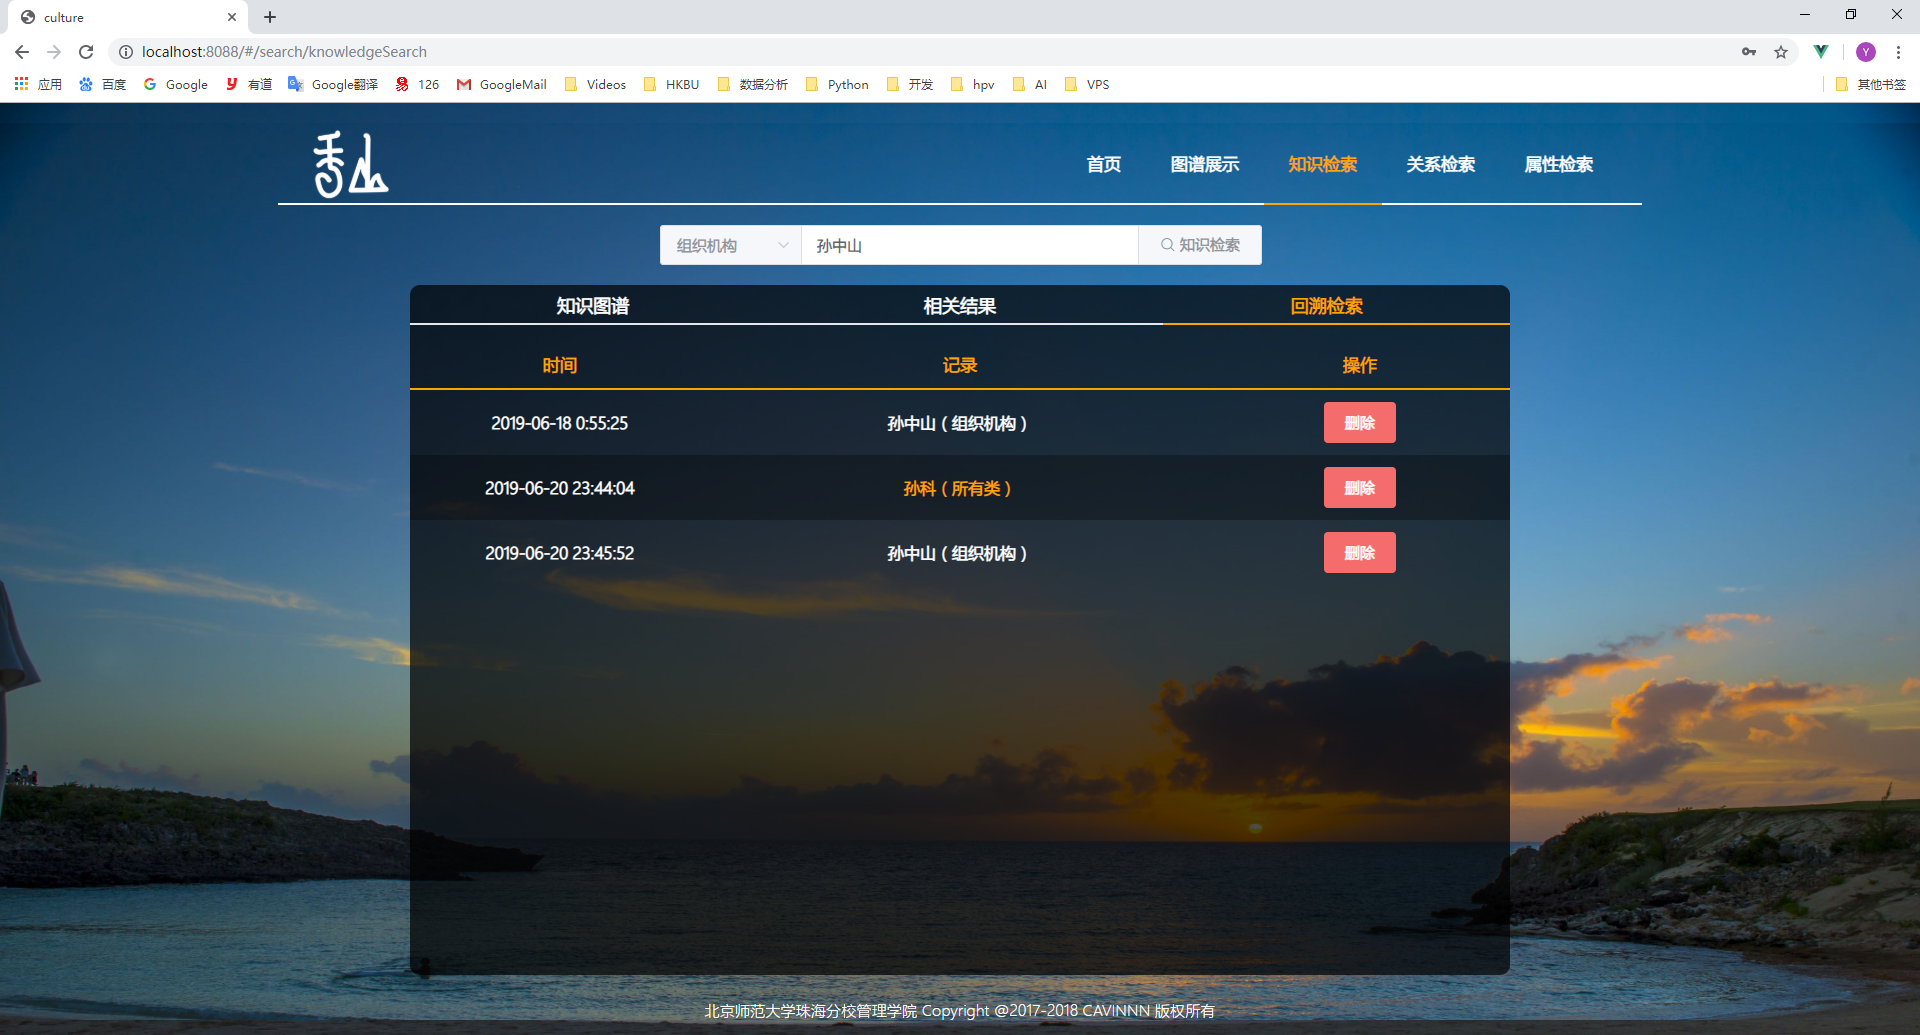 culture
localhost:8088/#/search/knowledgeSearch
Y
应用 百度 Google 有道 Google翻译 126 GoogleMail Videos HKBU 数据分析 Python 开发 hpv AI VPS 其他书签
首页 图谱展示 知识检索 关系检索 属性检索
组织机构 孙中山 知识检索
知识图谱 相关结果 回溯检索
时间 记录 操作
2019-06-18 0:55:25 孙中山（组织机构） 删除
2019-06-20 23:44:04 孙科（所有类） 删除
2019-06-20 23:45:52 孙中山（组织机构） 删除
北京师范大学珠海分校管理学院 Copyright @2017-2018 CAVINNN 版权所有